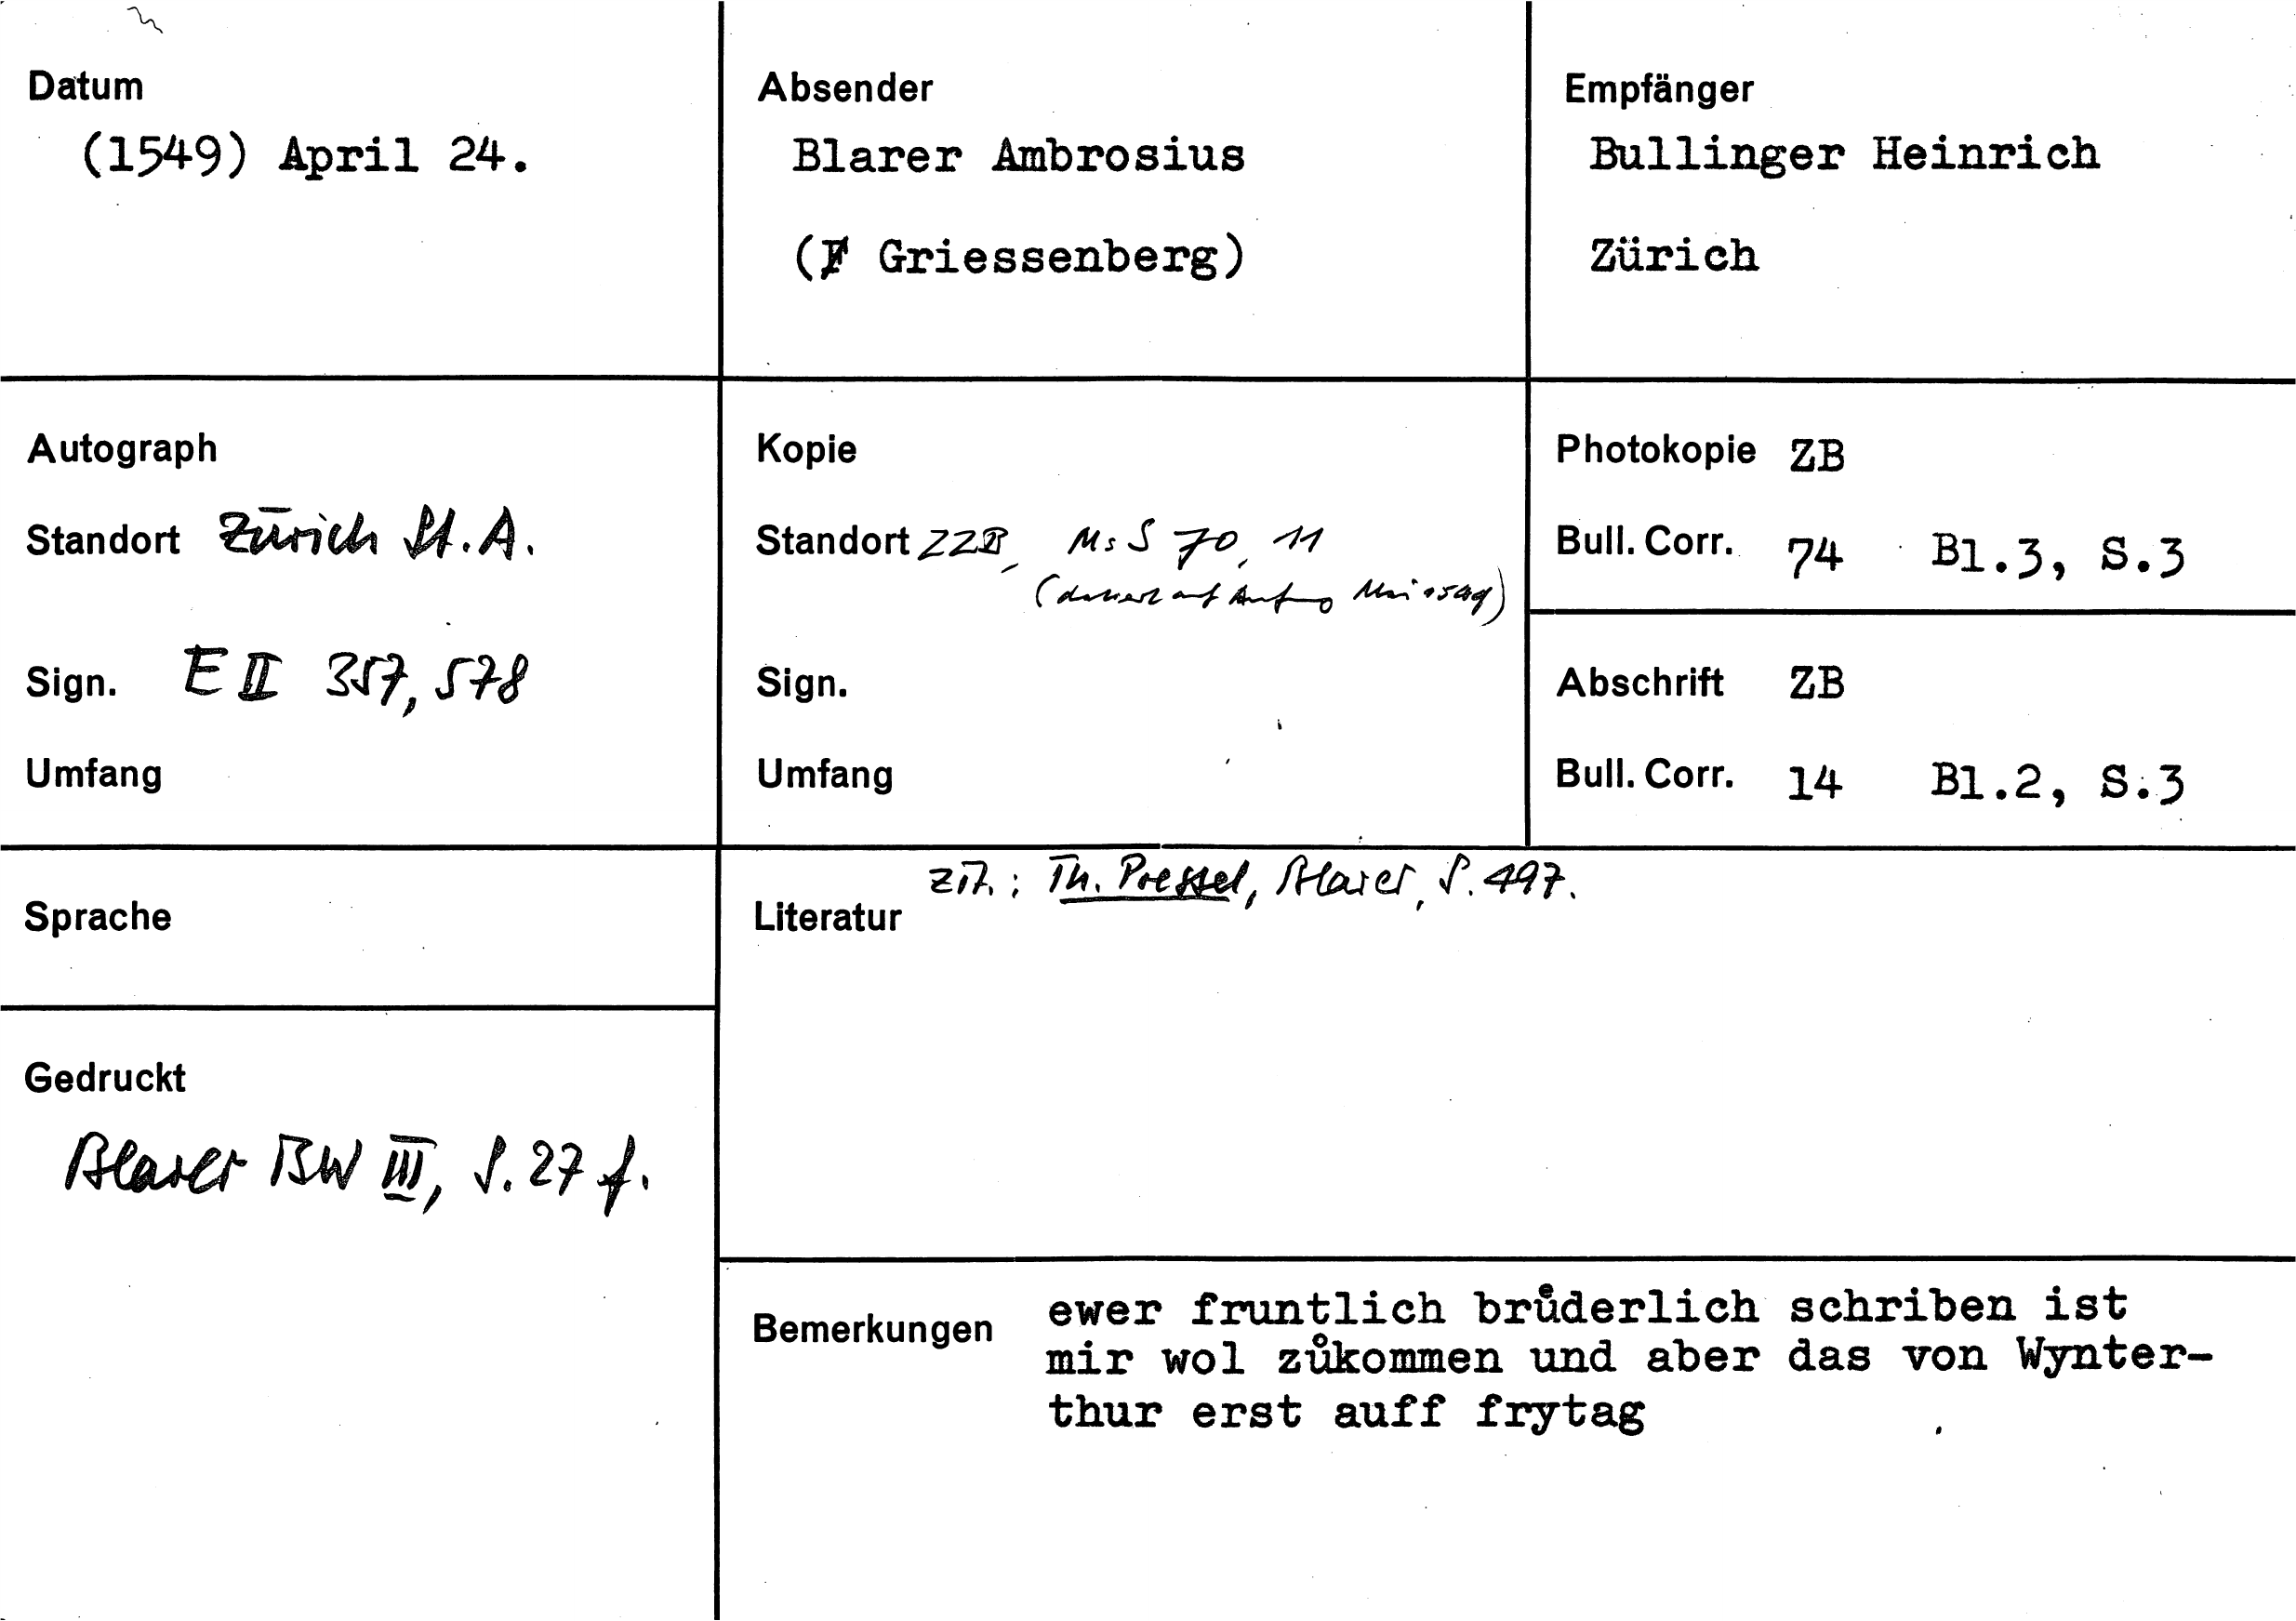 Datum
(1549) April 24.
Absender
Blarer Ambrosius
(Griessenberg)
Empfänger
Bullinger Heinrich
Zürich
Autograph
Standort Zürich St. A.
Sign. E II 357, 578
Umfang
Kopie
Standort ZZB, Ms S 70, 11
(datiert auf Anfang Mai 1549)
Sign.
Umfang
Photokopie ZB
Bull. Corr. 74 Bl.3, S.3
Abschrift ZB
Bull. Corr. 14 Bl.2, S.3
Sprache
Gedruckt
Blarer BW III, S. 27 f.
zit.: Th. Pressel, Blarer, S. 497.
Literatur
Bemerkungen
ewer fruntlich brůderlich schriben ist
mir wol zůkommen und aber das von Wynter-
thur erst auff frytag